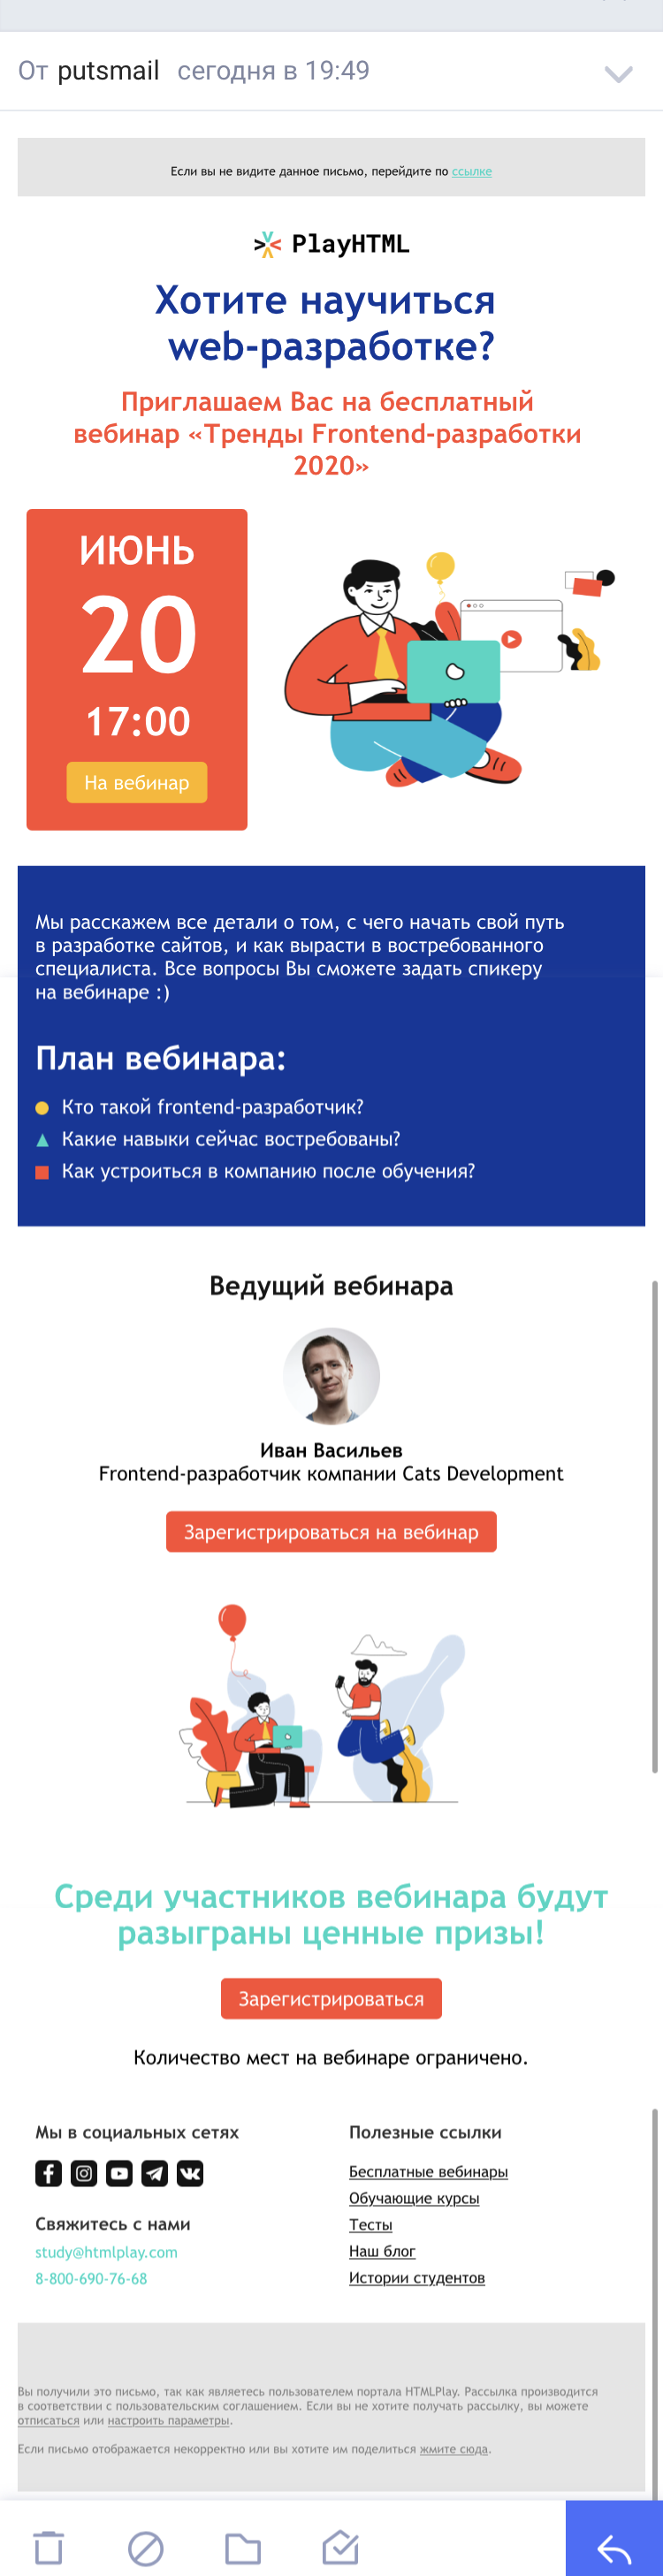 От putsmail сегодня в 19:49
Если вы не видите данное письмо, перейдите по ссылке
PlayHTML
Хотите научиться
web-разработке?
Приглашаем Вас на бесплатный
вебинар «Тренды Frontend-разработки
2020»
ИЮНЬ
20
17:00
На вебинар
Мы расскажем все детали о том, с чего начать свой путь
в разработке сайтов, и как вырасти в востребованного
специалиста. Все вопросы Вы сможете задать спикеру
на вебинаре :)
План вебинара:
Кто такой frontend-разработчик?
Какие навыки сейчас востребованы?
Как устроиться в компанию после обучения?
Ведущий вебинара
Иван Васильев
Frontend-разработчик компании Cats Development
Зарегистрироваться на вебинар
Среди участников вебинара будут
разыграны ценные призы!
Зарегистрироваться
Количество мест на вебинаре ограничено.
Мы в социальных сетях
Свяжитесь с нами
study@htmlplay.com
8-800-690-76-68
Полезные ссылки
Бесплатные вебинары
Обучающие курсы
Тесты
Наш блог
Истории студентов
Вы получили это письмо, так как являетесь пользователем портала HTMLPlay. Рассылка производится
в соответствии с пользовательским соглашением. Если вы не хотите получать рассылку, вы можете
отписаться или настроить параметры.
Если письмо отображается некорректно или вы хотите им поделиться жмите сюда.